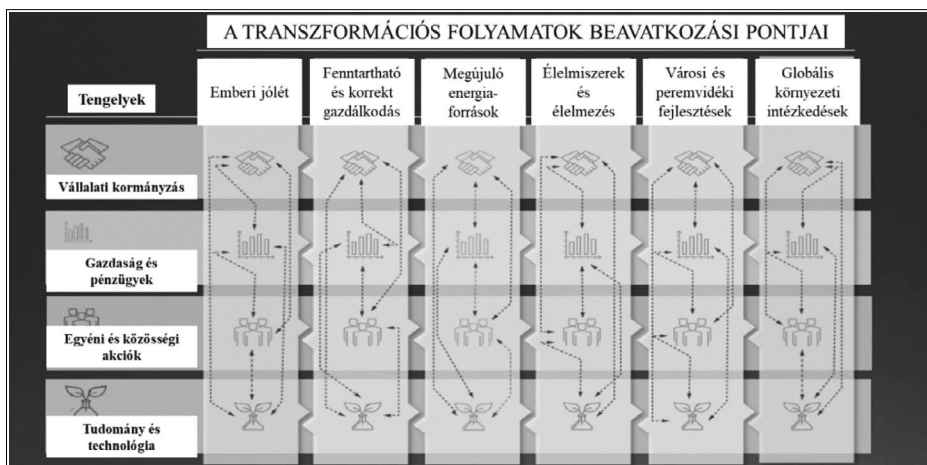 A TRANSZFORMÁCIÓS FOLYAMATOK BEAVATKOZÁSI PONTJAI
Tengelyek
Emberi jólét
Fenntartható
és korrekt
gazdálkodás
Megújuló
energia-
források
Élelmiszerek
és
élelmezés
Városi és
peremvidéki
fejlesztések
Globális
környezeti
intézkedések
Vállalati kormányzás
Gazdaság és
pénzügyek
Egyéni és közösségi
akciók
Tudomány és
technológia